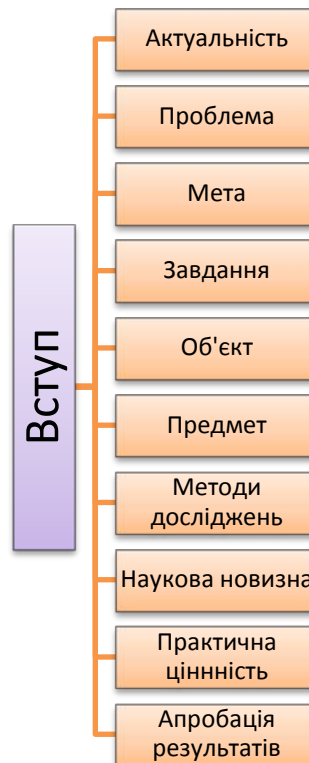 Вступ
Актуальність
Проблема
Мета
Завдання
Об'єкт
Предмет
Методи
досліджень
Наукова новизна
Практична
ціннність
Апробація
результатів